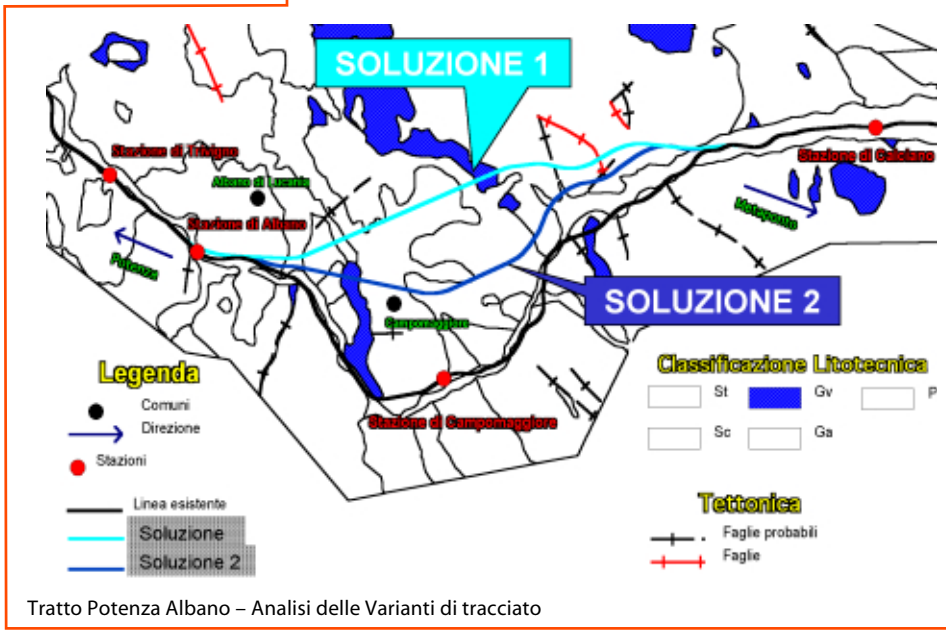 SOLUZIONE 1
Stazione di Trivigno
Albano di Lucania
Stazione di Albano
Potenza
Stazione di Calciano
Metaponto
SOLUZIONE 2
Campomaggiore
Stazione di Campomaggiore
Legenda
Comuni
Direzione
Stazioni
Linea esistente
Soluzione
Soluzione 2
Classificazione Litotecnica
St
Gv
P
Sc
Ga
Tettonica
Faglie probabili
Faglie
Tratto Potenza Albano – Analisi delle Varianti di tracciato